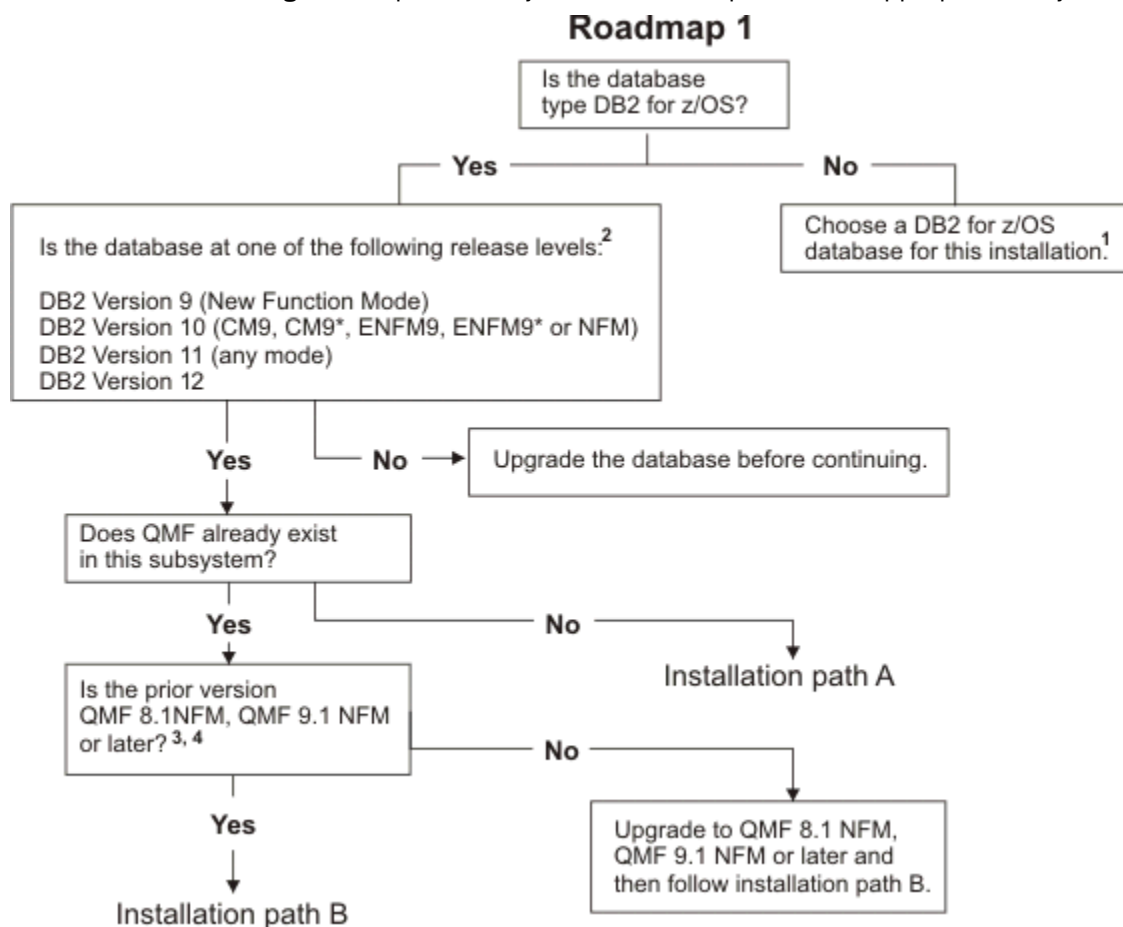 Roadmap 1
Is the database
type DB2 for z/OS?
Yes
No
Is the database at one of the following release levels:2
DB2 Version 9 (New Function Mode)
DB2 Version 10 (CM9, CM9*, ENFM9, ENFM9* or NFM)
DB2 Version 11 (any mode)
DB2 Version 12
Choose a DB2 for z/OS
database for this installation.1
Yes
No
Upgrade the database before continuing.
Does QMF already exist
in this subsystem?
Yes
No
Installation path A
Is the prior version
QMF 8.1NFM, QMF 9.1 NFM
or later? 3, 4
No
Yes
Upgrade to QMF 8.1 NFM,
QMF 9.1 NFM or later and
then follow installation path B.
Installation path B